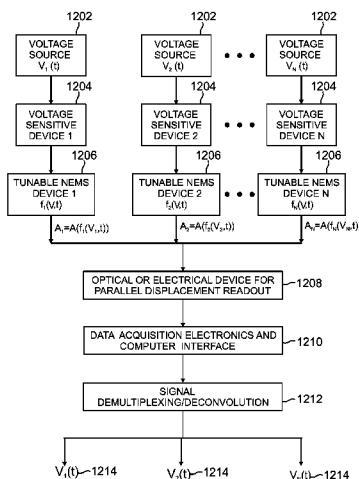 1202 1202 1202
VOLTAGE SOURCE V₁(t) VOLTAGE SOURCE V₂(t) VOLTAGE SOURCE Vₙ(t)
1204 1204 1204
VOLTAGE SENSITIVE DEVICE 1 VOLTAGE SENSITIVE DEVICE 2 VOLTAGE SENSITIVE DEVICE N
1206 1206 1206
TUNABLE NEMS DEVICE 1 f₁(V,t) TUNABLE NEMS DEVICE 2 f₂(V,t) TUNABLE NEMS DEVICE N fₙ(V,t)
A₁=A(f₁(V₁,t)) A₂=A(f₂(V₂,t)) Aₙ=A(fₙ(Vₙ,t)
OPTICAL OR ELECTRICAL DEVICE FOR
PARALLEL DISPLACEMENT READOUT
1208
DATA ACQUISITION ELECTRONICS AND
COMPUTER INTERFACE
1210
SIGNAL
DEMULTIPLEXING/DECONVOLUTION
1212
V₁(t) 1214 V₂(t) 1214 Vₙ(t) 1214